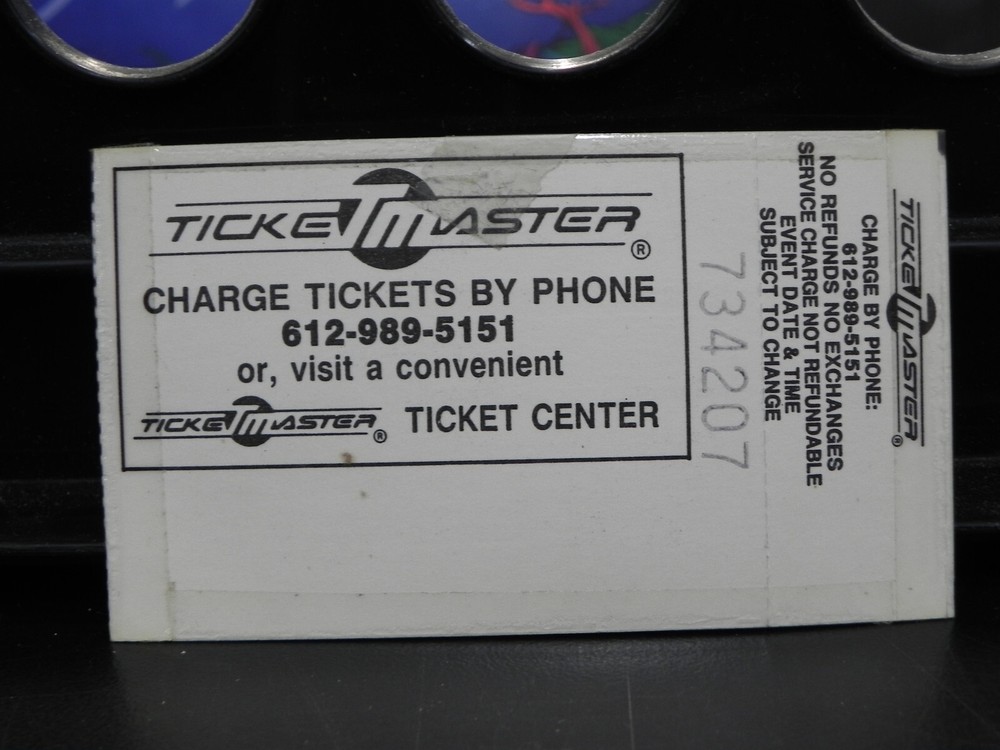 TICKETMASTER®
CHARGE TICKETS BY PHONE
612-989-5151
or, visit a convenient
TICKETMASTER® TICKET CENTER
734207
TICKETMASTER®
CHARGE BY PHONE:
612-989-5151
NO REFUNDS NO EXCHANGES
SERVICE CHARGE NOT REFUNDABLE
EVENT DATE & TIME
SUBJECT TO CHANGE